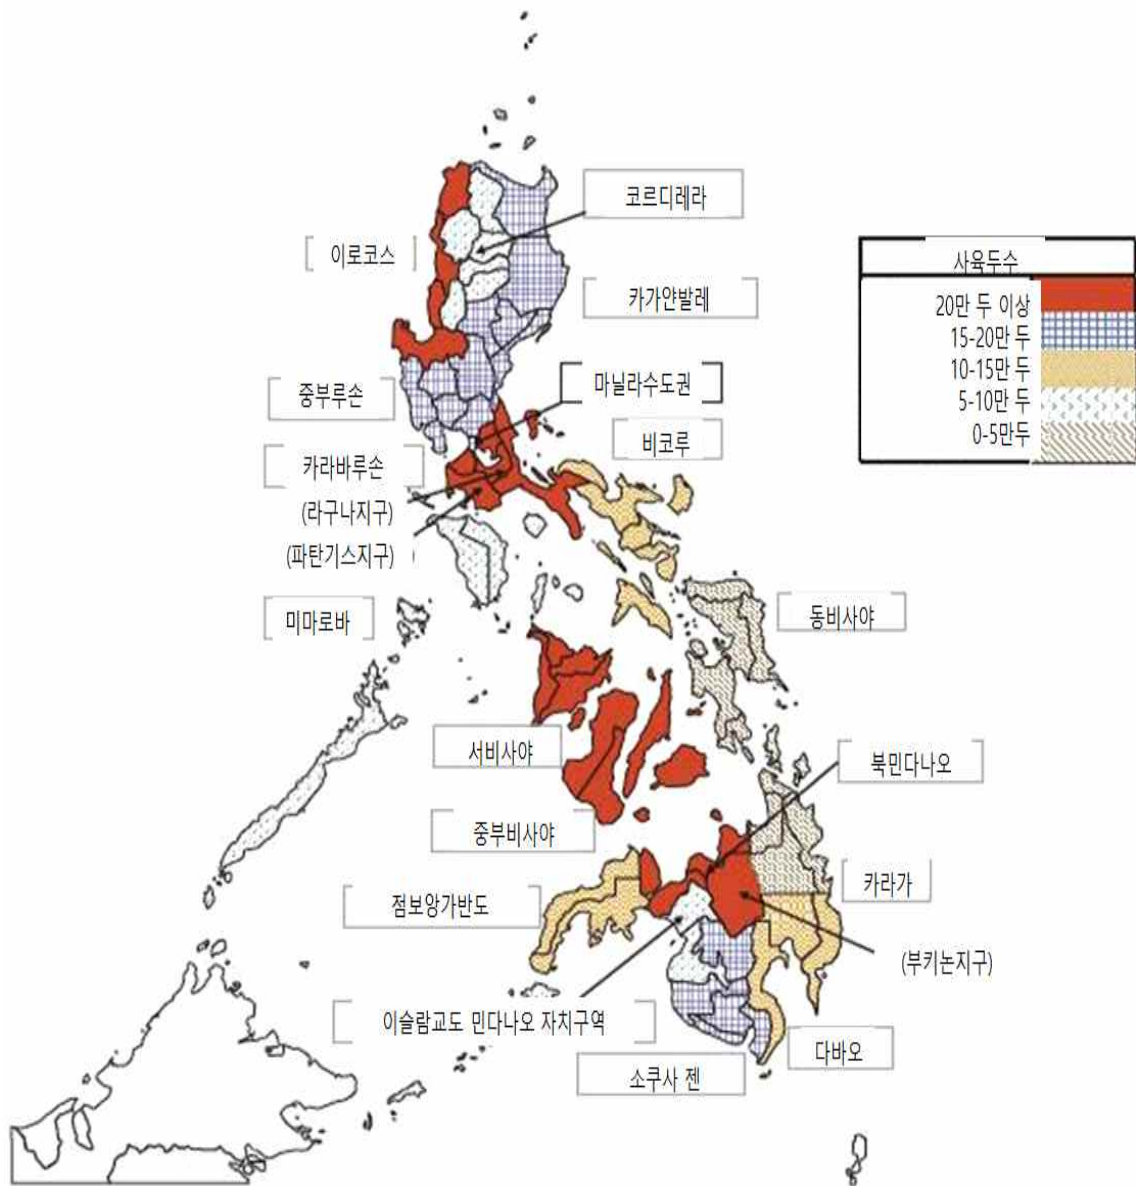 코르디레라
이로코스
사육두수
20만 두 이상
15-20만 두
10-15만 두
5-10만 두
0-5만두
카가얀발레
마닐라수도권
중부루손
비코루
카라바루손
(라구나지구)
(파탄기스지구)
미마로바
동비사야
서비사야
북민다나오
중부비사야
카라가
점보앙가반도
(부키논지구)
이슬람교도 민다나오 자치구역
다바오
소쿠사 젠